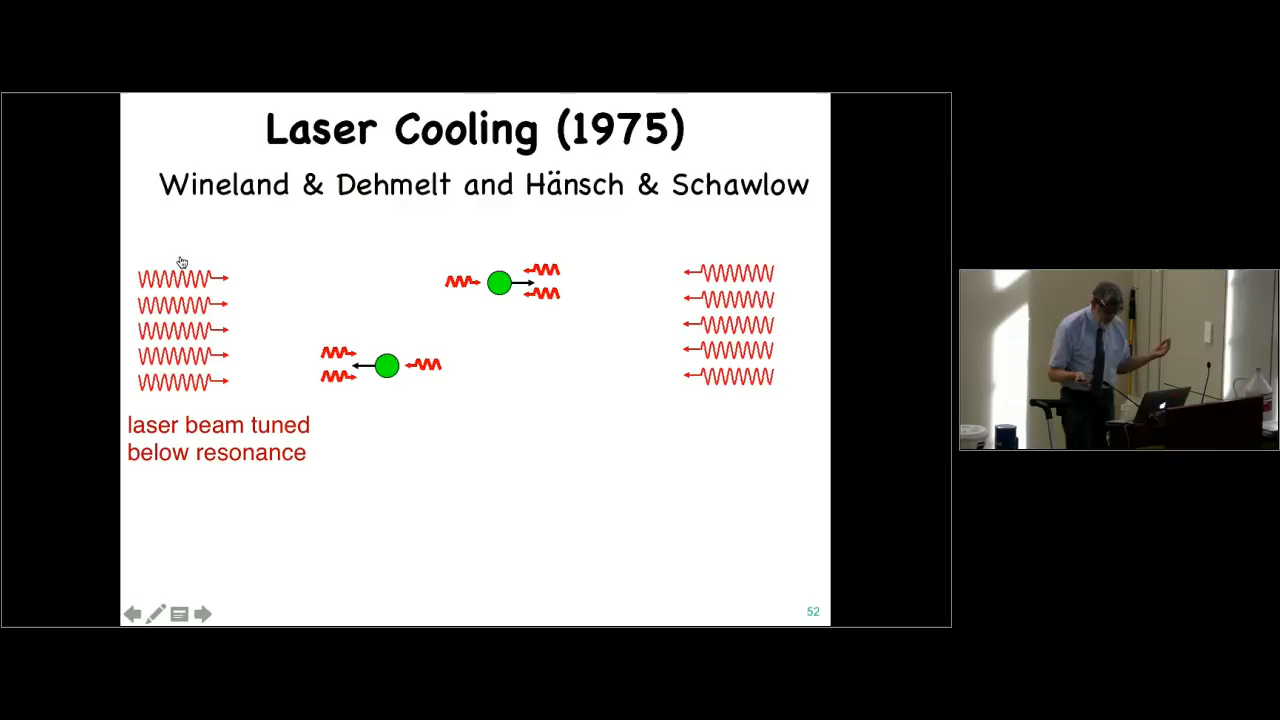 Laser Cooling (1975)
Wineland & Dehmelt and Hänsch & Schawlow
laser beam tuned
below resonance
52